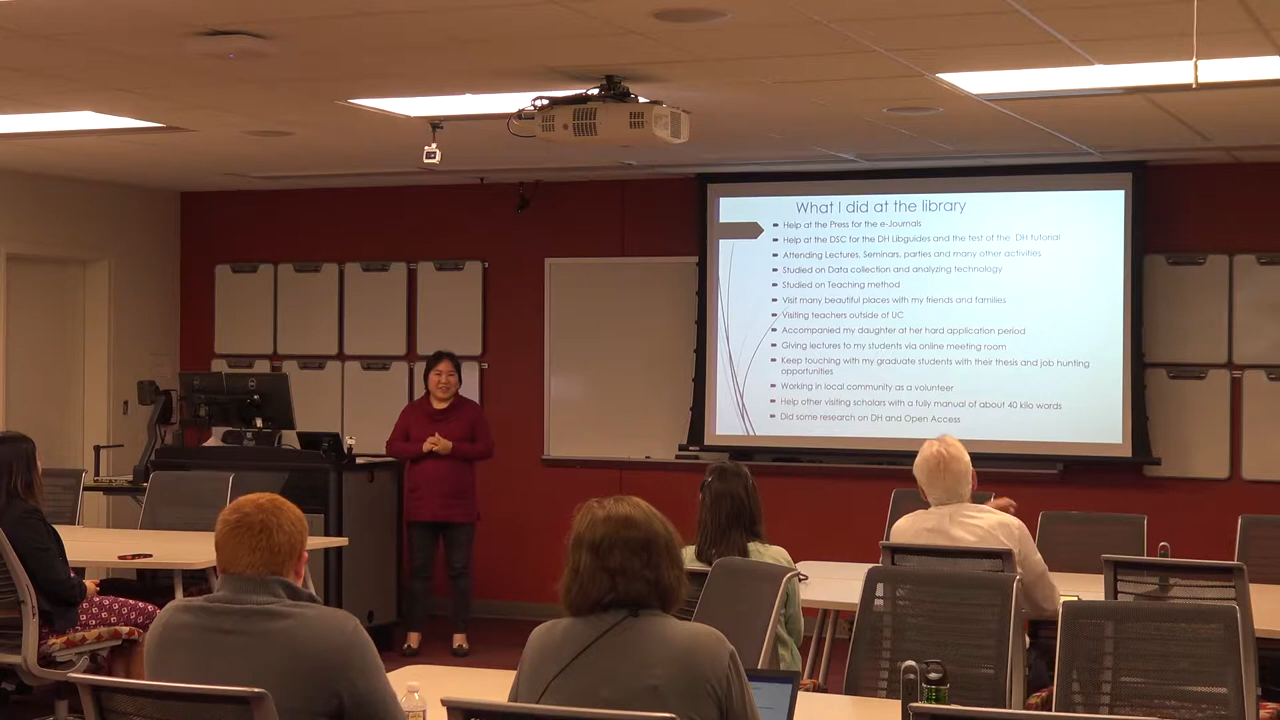 What I did at the library
Help at the Press for the e-Journals
Help at the DSC for the DH Libguides and the test of the DH tutorial
Attending Lectures, Seminars, parties and many other activities
Studied on Data collection and analyzing technology
Studied on Teaching method
Visit many beautiful places with my friends and families
Visiting teachers outside of UC
Accompanied my daughter at her hard application period
Giving lectures to my students via online meeting room
Keep touching with my graduate students with their thesis and job hunting
opportunities
Working in local community as a volunteer
Help other visiting scholars with a fully manual of about 40 kilo words
Did some research on DH and Open Access